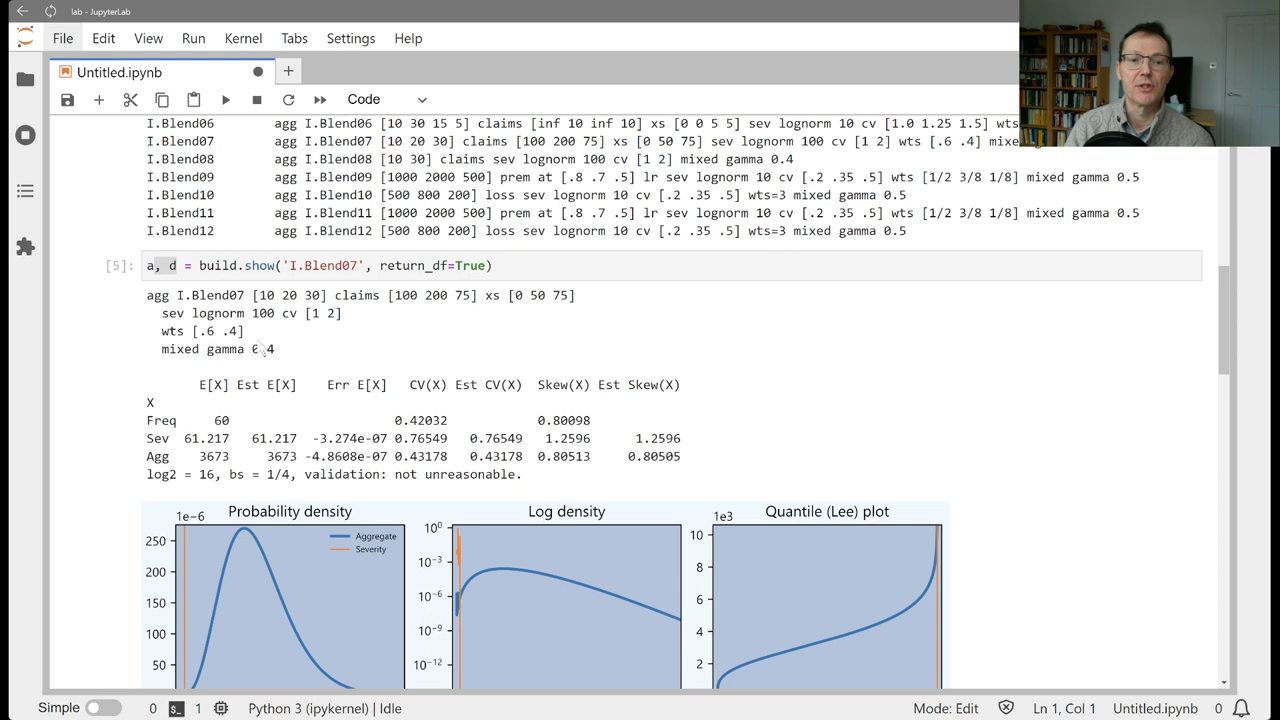 lab - JupyterLab
File Edit View Run Kernel Tabs Settings Help
Untitled.ipynb
Code
I.Blend06 agg I.Blend06 [10 30 15 5] claims [inf 10 inf 10] xs [0 0 5 5] sev lognorm 10 cv [1.0 1.25 1.5] wts
I.Blend07 agg I.Blend07 [10 20 30] claims [100 200 75] xs [0 50 75] sev lognorm 100 cv [1 2] wts [.6 .4] mixed
I.Blend08 agg I.Blend08 [10 30] claims sev lognorm 100 cv [1 2] mixed gamma 0.4
I.Blend09 agg I.Blend09 [1000 2000 500] prem at [.8 .7 .5] lr sev lognorm 10 cv [.2 .35 .5] wts [1/2 3/8 1/8] mixed gamma 0.5
I.Blend10 agg I.Blend10 [500 800 200] loss sev lognorm 10 cv [.2 .35 .5] wts=3 mixed gamma 0.5
I.Blend11 agg I.Blend11 [1000 2000 500] prem at [.8 .7 .5] lr sev lognorm 10 cv [.2 .35 .5] wts [1/2 3/8 1/8] mixed gamma 0.5
I.Blend12 agg I.Blend12 [500 800 200] loss sev lognorm 10 cv [.2 .35 .5] wts=3 mixed gamma 0.5
[5]: a, d = build.show('I.Blend07', return_df=True)
agg I.Blend07 [10 20 30] claims [100 200 75] xs [0 50 75]
sev lognorm 100 cv [1 2]
wts [.6 .4]
mixed gamma 0.4
E[X] Est E[X] Err E[X] CV(X) Est CV(X) Skew(X) Est Skew(X)
X
Freq 60 0.42032 0.80098
Sev 61.217 61.217 -3.274e-07 0.76549 0.76549 1.2596 1.2596
Agg 3673 3673 -4.8608e-07 0.43178 0.43178 0.80513 0.80505
log2 = 16, bs = 1/4, validation: not unreasonable.
Probability density Log density Quantile (Lee) plot
1e−6
250
200
150
100
50
Aggregate
Severity
10⁰
10⁻³
10⁻⁶
10⁻⁹
10⁻¹²
1e3
10
8
6
4
2
Simple 0 1 Python 3 (ipykernel) | Idle Mode: Edit Ln 1, Col 1 Untitled.ipynb 0